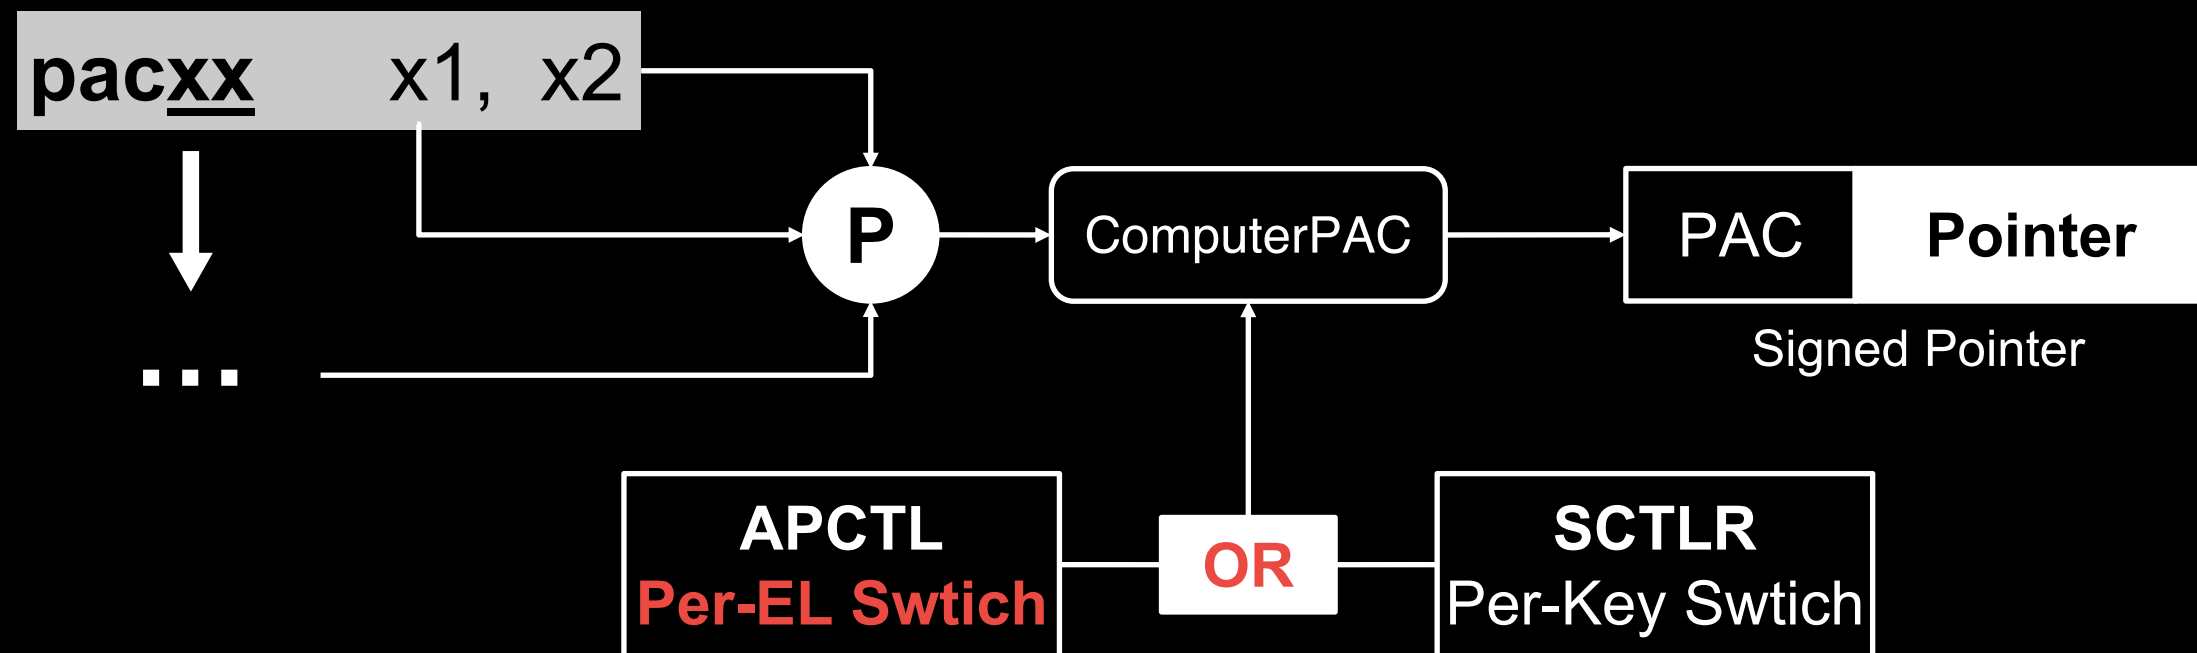 pacxx x1, x2
P
ComputerPAC
PAC
Pointer
Signed Pointer
...
APCTL
Per-EL Swtich
OR
SCTLR
Per-Key Swtich